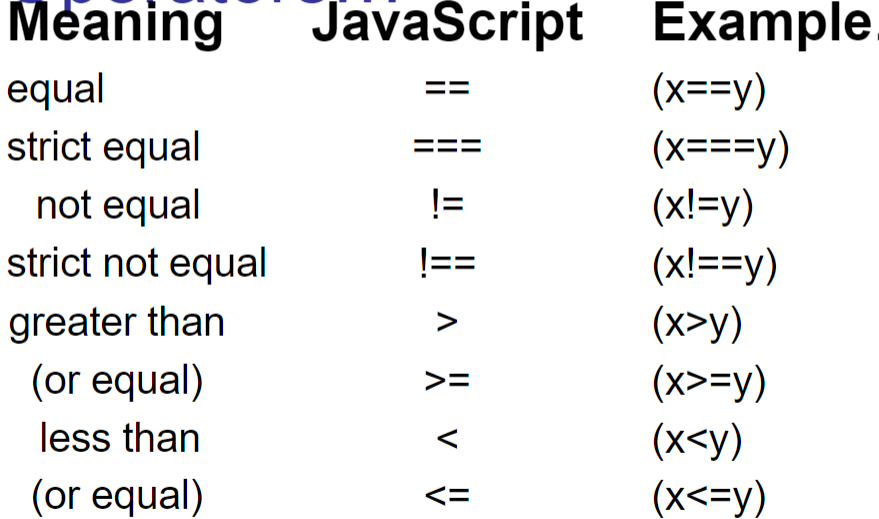 Meaning JavaScript Example.
equal == (x==y)
strict equal === (x===y)
not equal != (x!=y)
strict not equal !== (x!==y)
greater than > (x>y)
(or equal) >= (x>=y)
less than < (x<y)
(or equal) <= (x<=y)